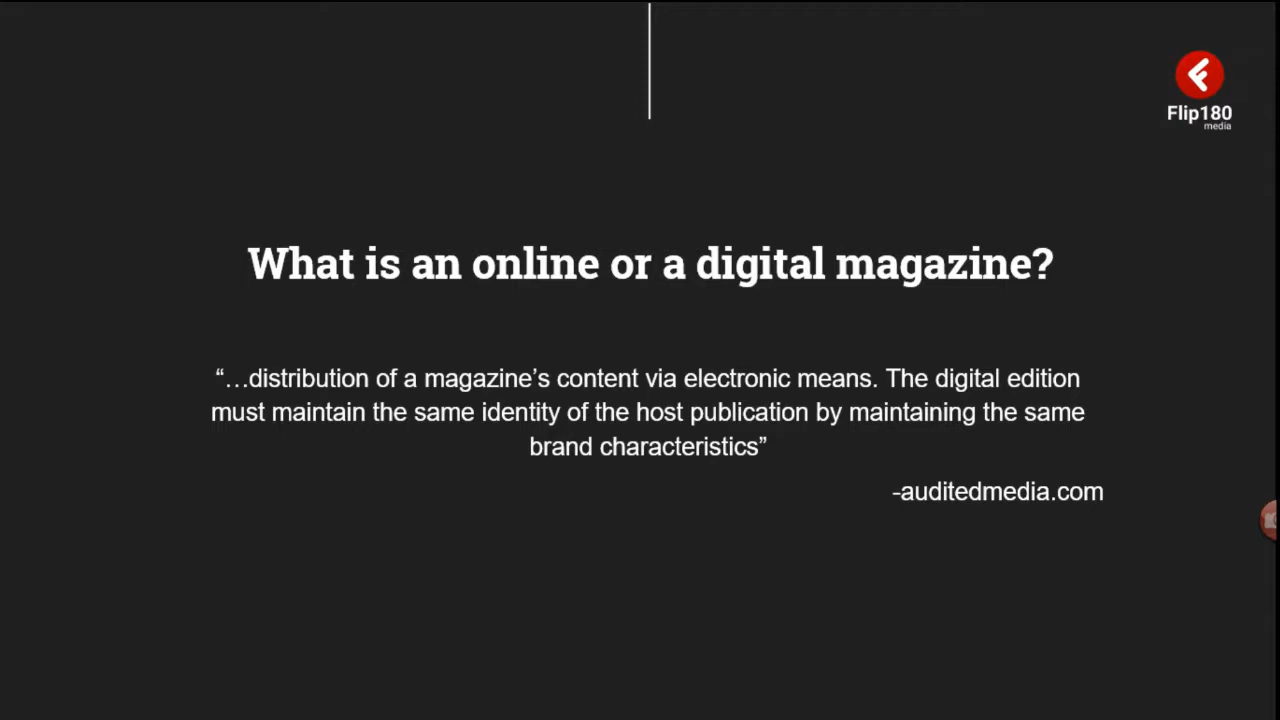 Flip180
media
What is an online or a digital magazine?
“…distribution of a magazine’s content via electronic means. The digital edition
must maintain the same identity of the host publication by maintaining the same
brand characteristics”
-auditedmedia.com